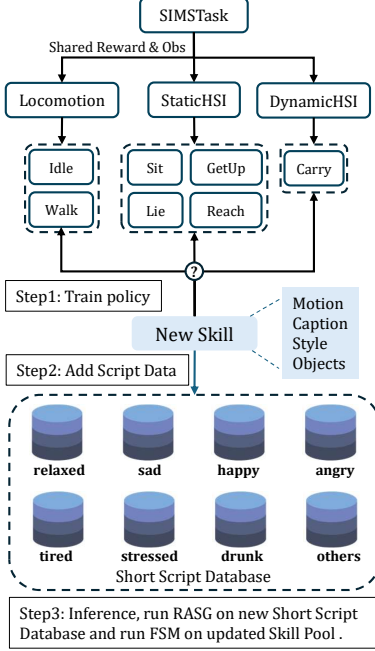 SIMSTask
Shared Reward & Obs
Locomotion
StaticHSI
DynamicHSI
Idle
Walk
Sit
GetUp
Lie
Reach
Carry
?
Step1: Train policy
New Skill
Motion
Caption
Style
Objects
Step2: Add Script Data
relaxed
sad
happy
angry
tired
stressed
drunk
others
Short Script Database
Step3: Inference, run RASG on new Short Script
Database and run FSM on updated Skill Pool .